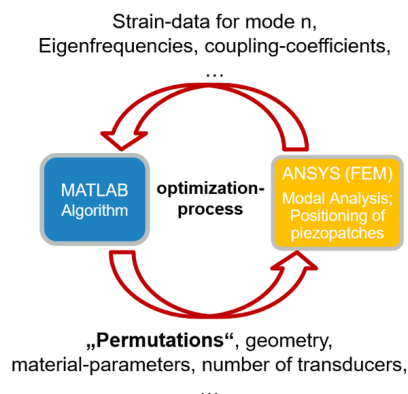 Strain-data for mode n,
Eigenfrequencies, coupling-coefficients,
…
MATLAB
Algorithm
optimization-
process
ANSYS (FEM)
Modal Analysis;
Positioning of
piezopatches
„Permutations“, geometry,
material-parameters, number of transducers,
…